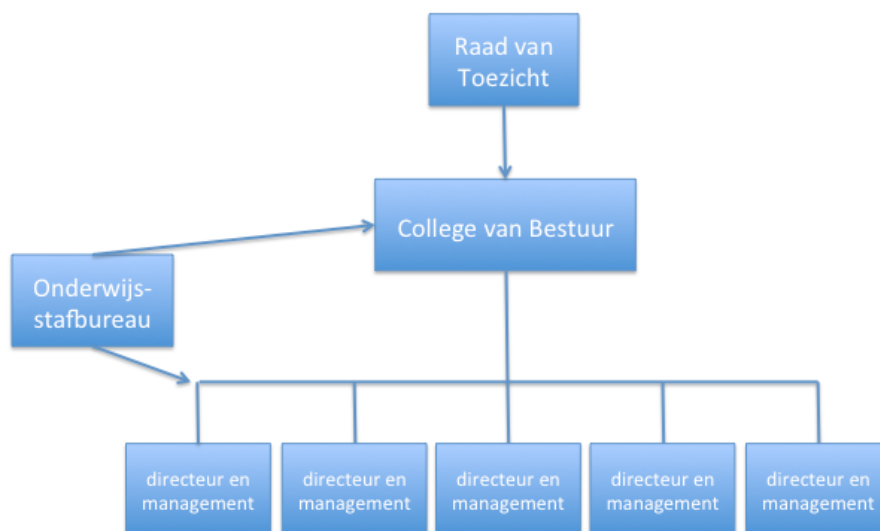 Raad van
Toezicht
College van Bestuur
Onderwijs-
stafbureau
directeur en
management
directeur en
management
directeur en
management
directeur en
management
directeur en
management